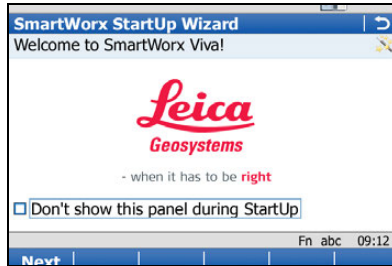 SmartWorx StartUp Wizard
Welcome to SmartWorx Viva!
Leica
Geosystems
- when it has to be right
Don't show this panel during StartUp
Fn abc 09:12
Next